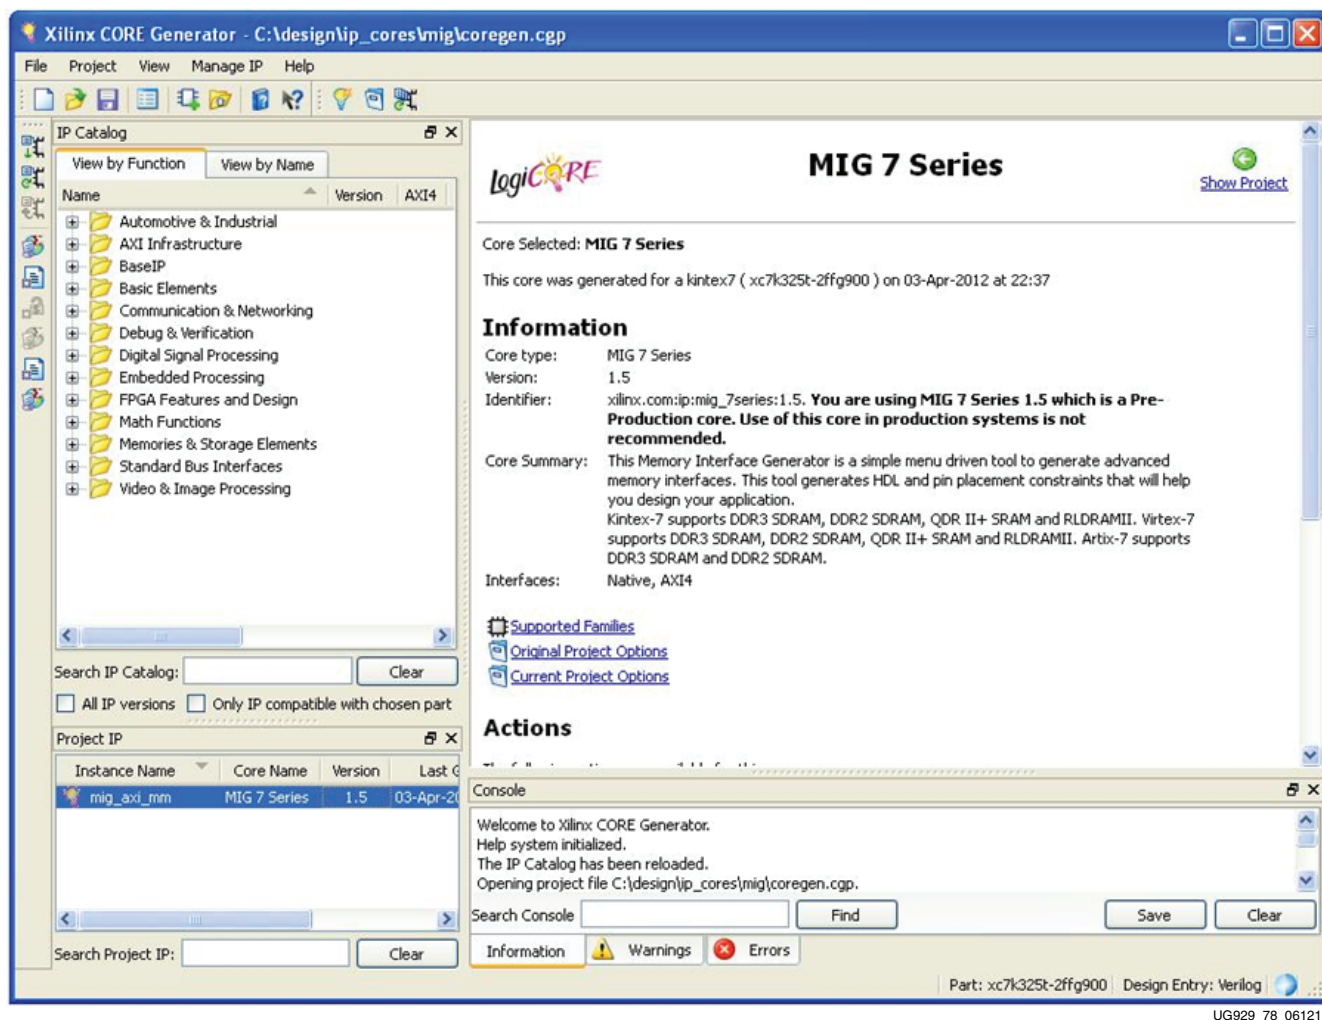 Xilinx CORE Generator - C:\design\ip_cores\mig\coregen.cgp
File Project View Manage IP Help
IP Catalog
View by Function View by Name
Name Version AXI4
Automotive & Industrial
AXI Infrastructure
BaseIP
Basic Elements
Communication & Networking
Debug & Verification
Digital Signal Processing
Embedded Processing
FPGA Features and Design
Math Functions
Memories & Storage Elements
Standard Bus Interfaces
Video & Image Processing
Search IP Catalog: Clear
All IP versions Only IP compatible with chosen part
Project IP
Instance Name Core Name Version Last G
mig_axi_mm MIG 7 Series 1.5 03-Apr-20
Search Project IP: Clear
LogiCORE
MIG 7 Series
Show Project
Core Selected: MIG 7 Series
This core was generated for a kintex7 ( xc7k325t-2ffg900 ) on 03-Apr-2012 at 22:37
Information
Core type: MIG 7 Series
Version: 1.5
Identifier: xilinx.com:ip:mig_7series:1.5. You are using MIG 7 Series 1.5 which is a Pre-
Production core. Use of this core in production systems is not
recommended.
Core Summary: This Memory Interface Generator is a simple menu driven tool to generate advanced
memory interfaces. This tool generates HDL and pin placement constraints that will help
you design your application.
Kintex-7 supports DDR3 SDRAM, DDR2 SDRAM, QDR II+ SRAM and RLDRAMII. Virtex-7
supports DDR3 SDRAM, DDR2 SDRAM, QDR II+ SRAM and RLDRAMII. Artix-7 supports
DDR3 SDRAM and DDR2 SDRAM.
Interfaces: Native, AXI4
Supported Families
Original Project Options
Current Project Options
Actions
Console
Welcome to Xilinx CORE Generator.
Help system initialized.
The IP Catalog has been reloaded.
Opening project file C:\design\ip_cores\mig\coregen.cgp.
Search Console Find Save Clear
Information Warnings Errors
Part: xc7k325t-2ffg900 Design Entry: Verilog
UG929_78_06121